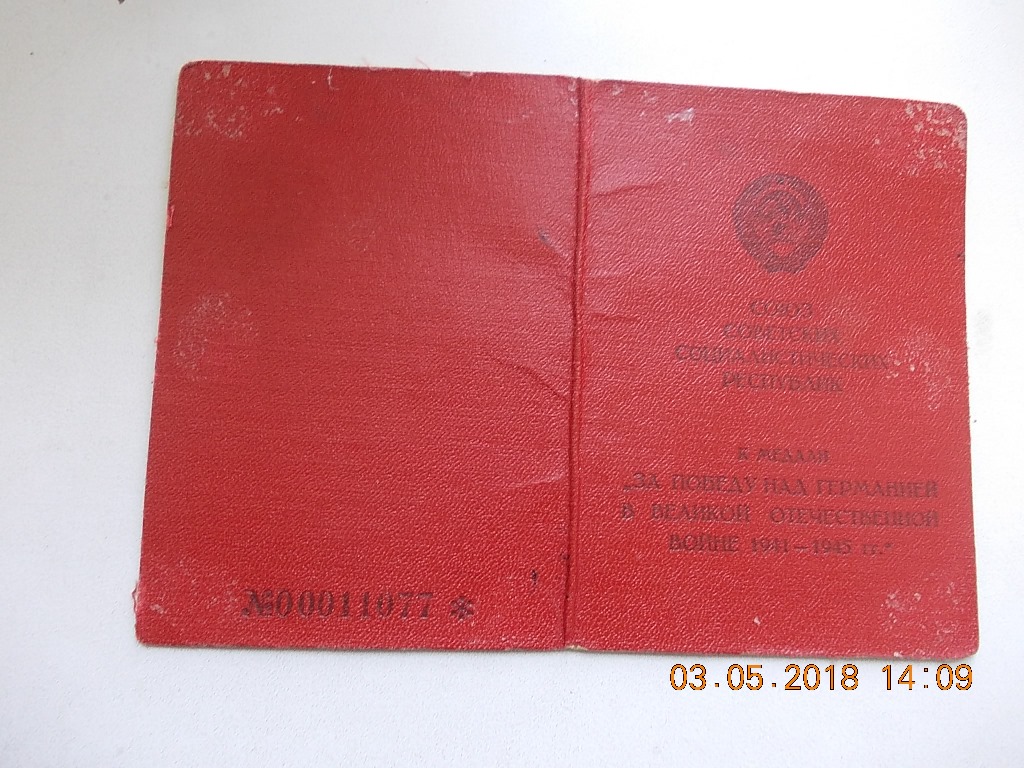 СОЮЗ
СОВЕТСКИХ
СОЦИАЛИСТИЧЕСКИХ
РЕСПУБЛИК
К МЕДАЛИ
„ЗА ПОБЕДУ НАД ГЕРМАНИЕЙ
В ВЕЛИКОЙ ОТЕЧЕСТВЕННОЙ
ВОЙНЕ 1941–1945 гг.“
№00011077 *
03.05.2018 14:09